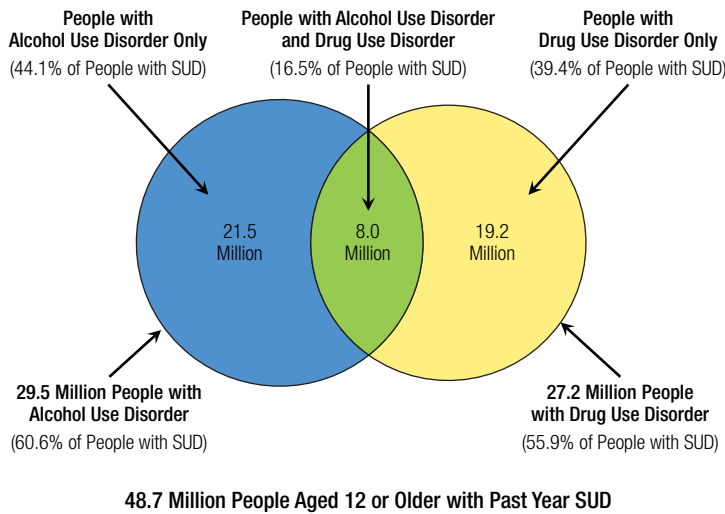 People with
Alcohol Use Disorder Only
(44.1% of People with SUD)
People with Alcohol Use Disorder
and Drug Use Disorder
(16.5% of People with SUD)
People with
Drug Use Disorder Only
(39.4% of People with SUD)
21.5
Million
8.0
Million
19.2
Million
29.5 Million People with
Alcohol Use Disorder
(60.6% of People with SUD)
27.2 Million People
with Drug Use Disorder
(55.9% of People with SUD)
48.7 Million People Aged 12 or Older with Past Year SUD